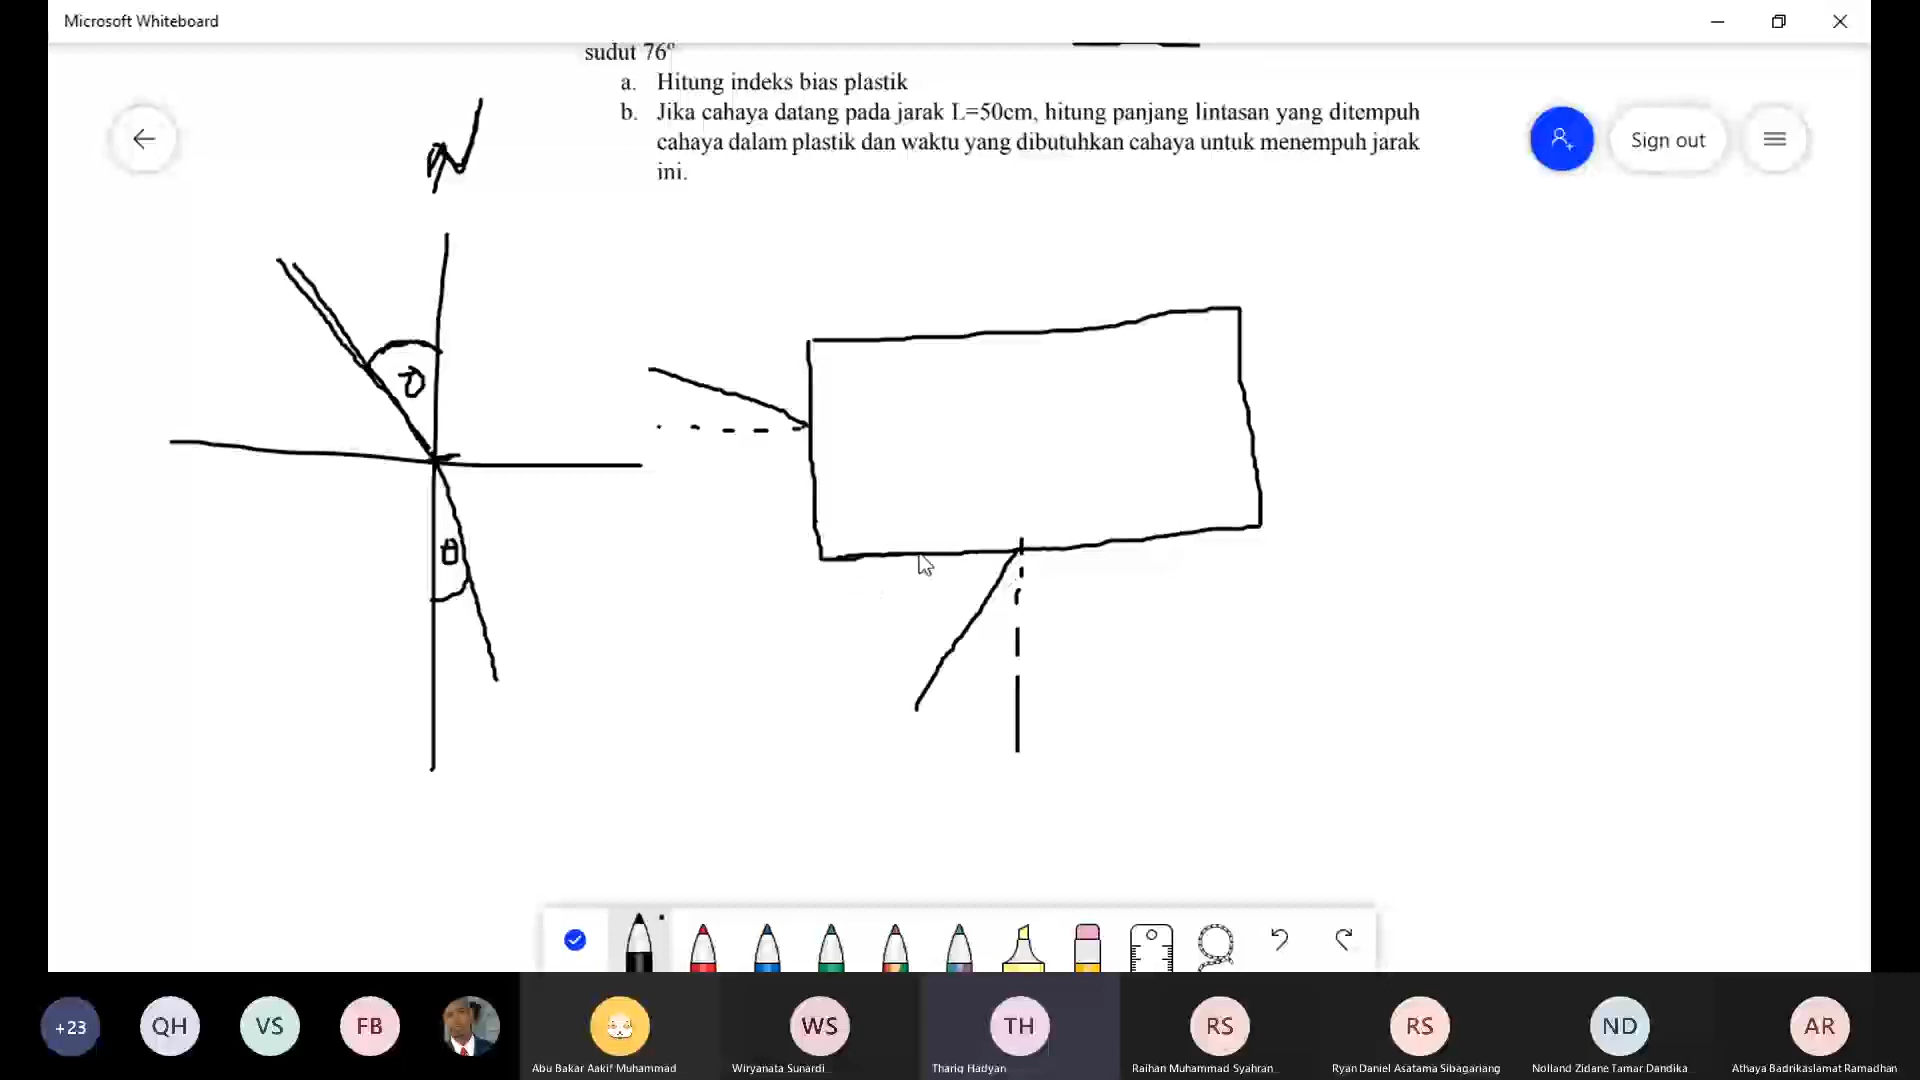 Microsoft Whiteboard
sudut 76°
a. Hitung indeks bias plastik
b. Jika cahaya datang pada jarak L=50cm, hitung panjang lintasan yang ditempuh
cahaya dalam plastik dan waktu yang dibutuhkan cahaya untuk menempuh jarak
ini.
Sign out
N
θ
+23
QH
VS
FB
WS
TH
RS
RS
ND
AR
Abu Bakar Aakif Muhammad
Wiryanata Sunardi...
Thariq Hadyan
Raihan Muhammad Syahran...
Ryan Daniel Asatama Sibagariang
Nolland Zidane Tamar Dandika...
Athaya Badrikaslamat Ramadhan